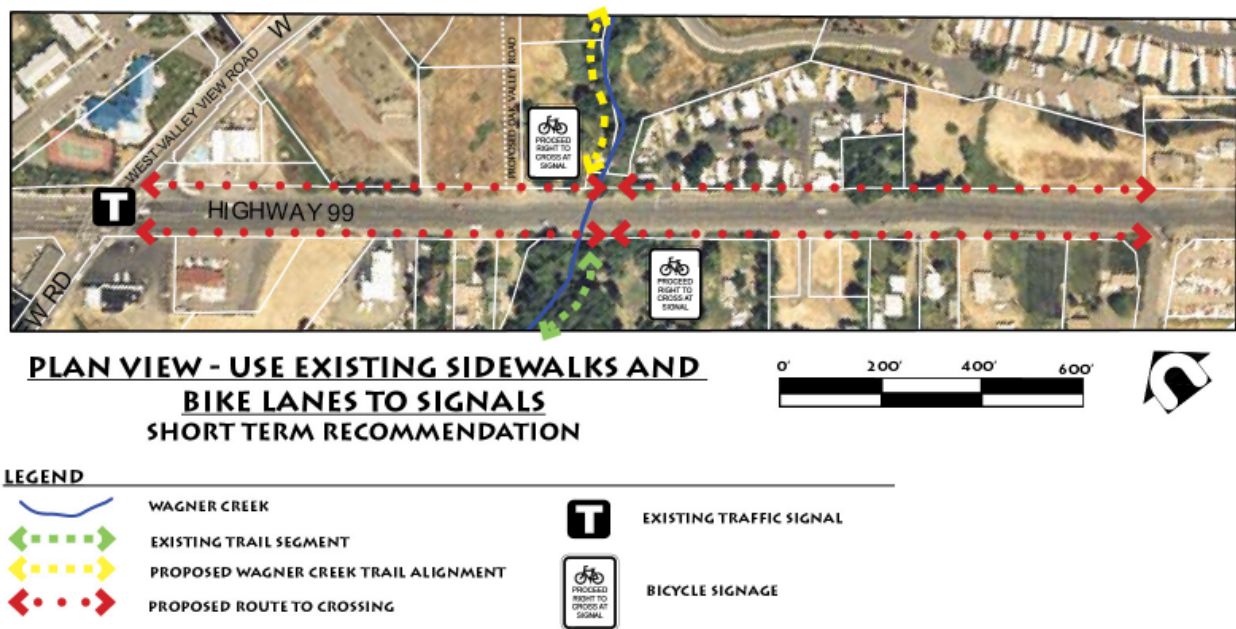 WEST VALLEY VIEW ROAD
W
PROPOSED OAK VALLEY ROAD
PROCEED
RIGHT TO
CROSS AT
SIGNAL
T
HIGHWAY 99
W RD
PROCEED
RIGHT TO
CROSS AT
SIGNAL
PLAN VIEW - USE EXISTING SIDEWALKS AND
BIKE LANES TO SIGNALS
SHORT TERM RECOMMENDATION
0' 200' 400' 600'
LEGEND
WAGNER CREEK
EXISTING TRAIL SEGMENT
PROPOSED WAGNER CREEK TRAIL ALIGNMENT
PROPOSED ROUTE TO CROSSING
T EXISTING TRAFFIC SIGNAL
PROCEED
RIGHT TO
CROSS AT
SIGNAL
BICYCLE SIGNAGE